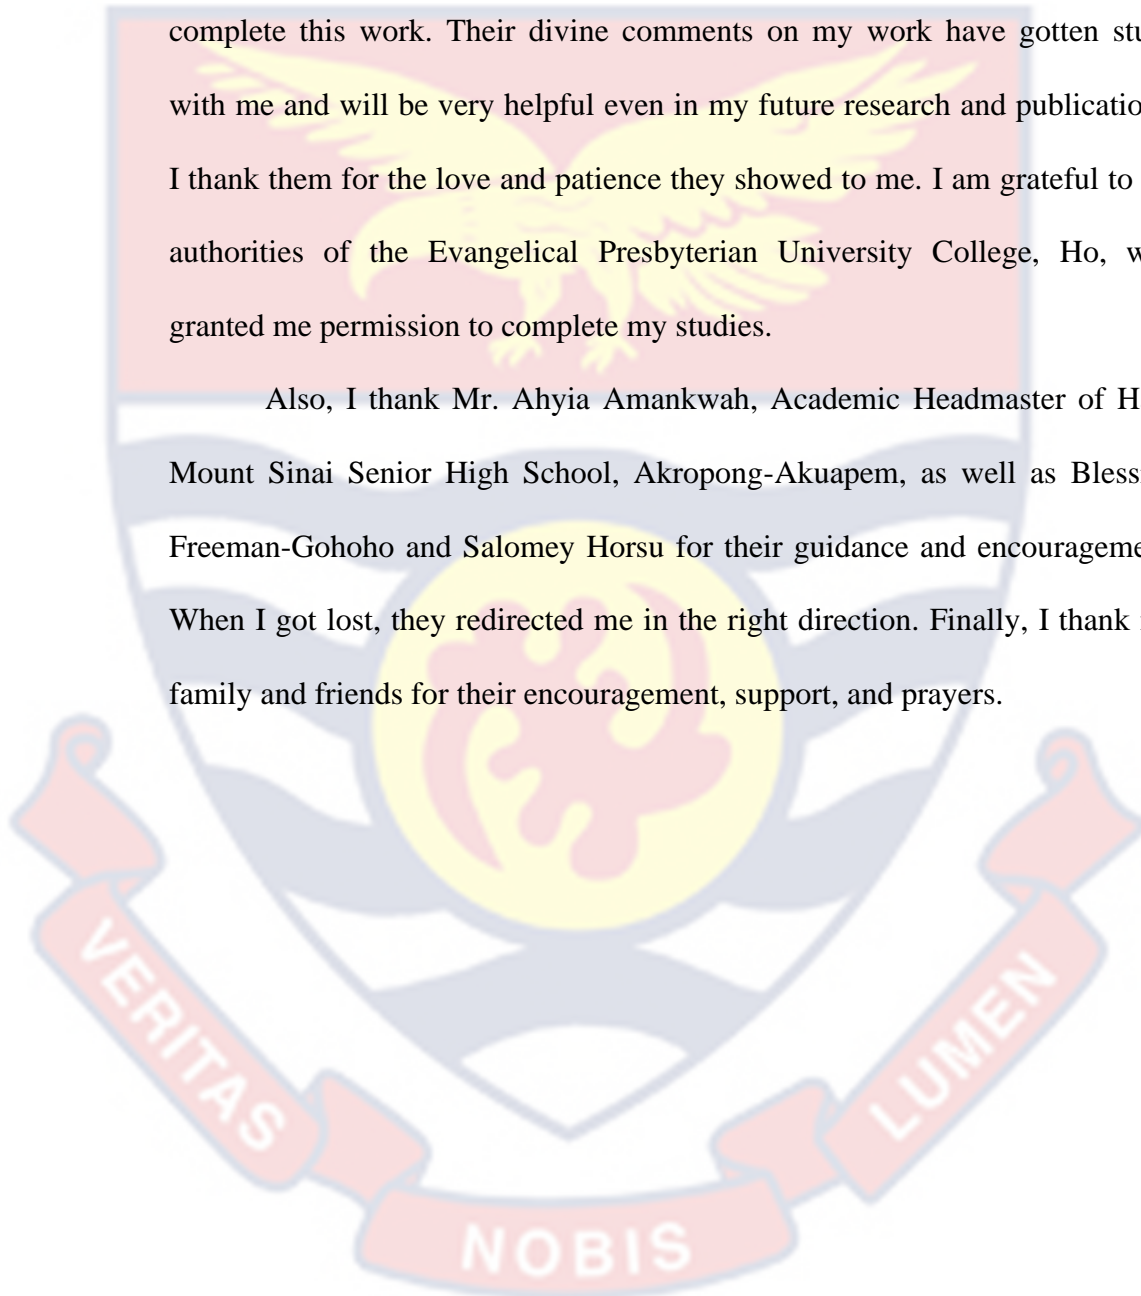 complete this work. Their divine comments on my work have gotten stu
with me and will be very helpful even in my future research and publicatio
I thank them for the love and patience they showed to me. I am grateful to
authorities of the Evangelical Presbyterian University College, Ho, w
granted me permission to complete my studies.
Also, I thank Mr. Ahyia Amankwah, Academic Headmaster of H
Mount Sinai Senior High School, Akropong-Akuapem, as well as Bless
Freeman-Gohoho and Salomey Horsu for their guidance and encourageme
When I got lost, they redirected me in the right direction. Finally, I thank
family and friends for their encouragement, support, and prayers.
VERITAS
NOBIS
LUMEN